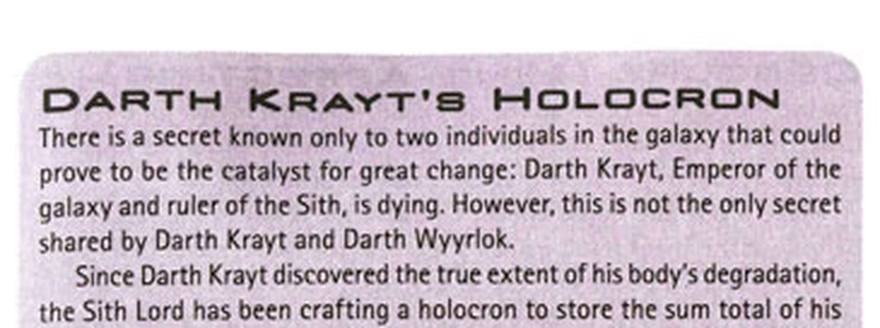 Darth Krayt's Holocron
There is a secret known only to two individuals in the galaxy that could
prove to be the catalyst for great change: Darth Krayt, Emperor of the
galaxy and ruler of the Sith, is dying. However, this is not the only secret
shared by Darth Krayt and Darth Wyyrlok.
Since Darth Krayt discovered the true extent of his body's degradation,
the Sith Lord has been crafting a holocron to store the sum total of his